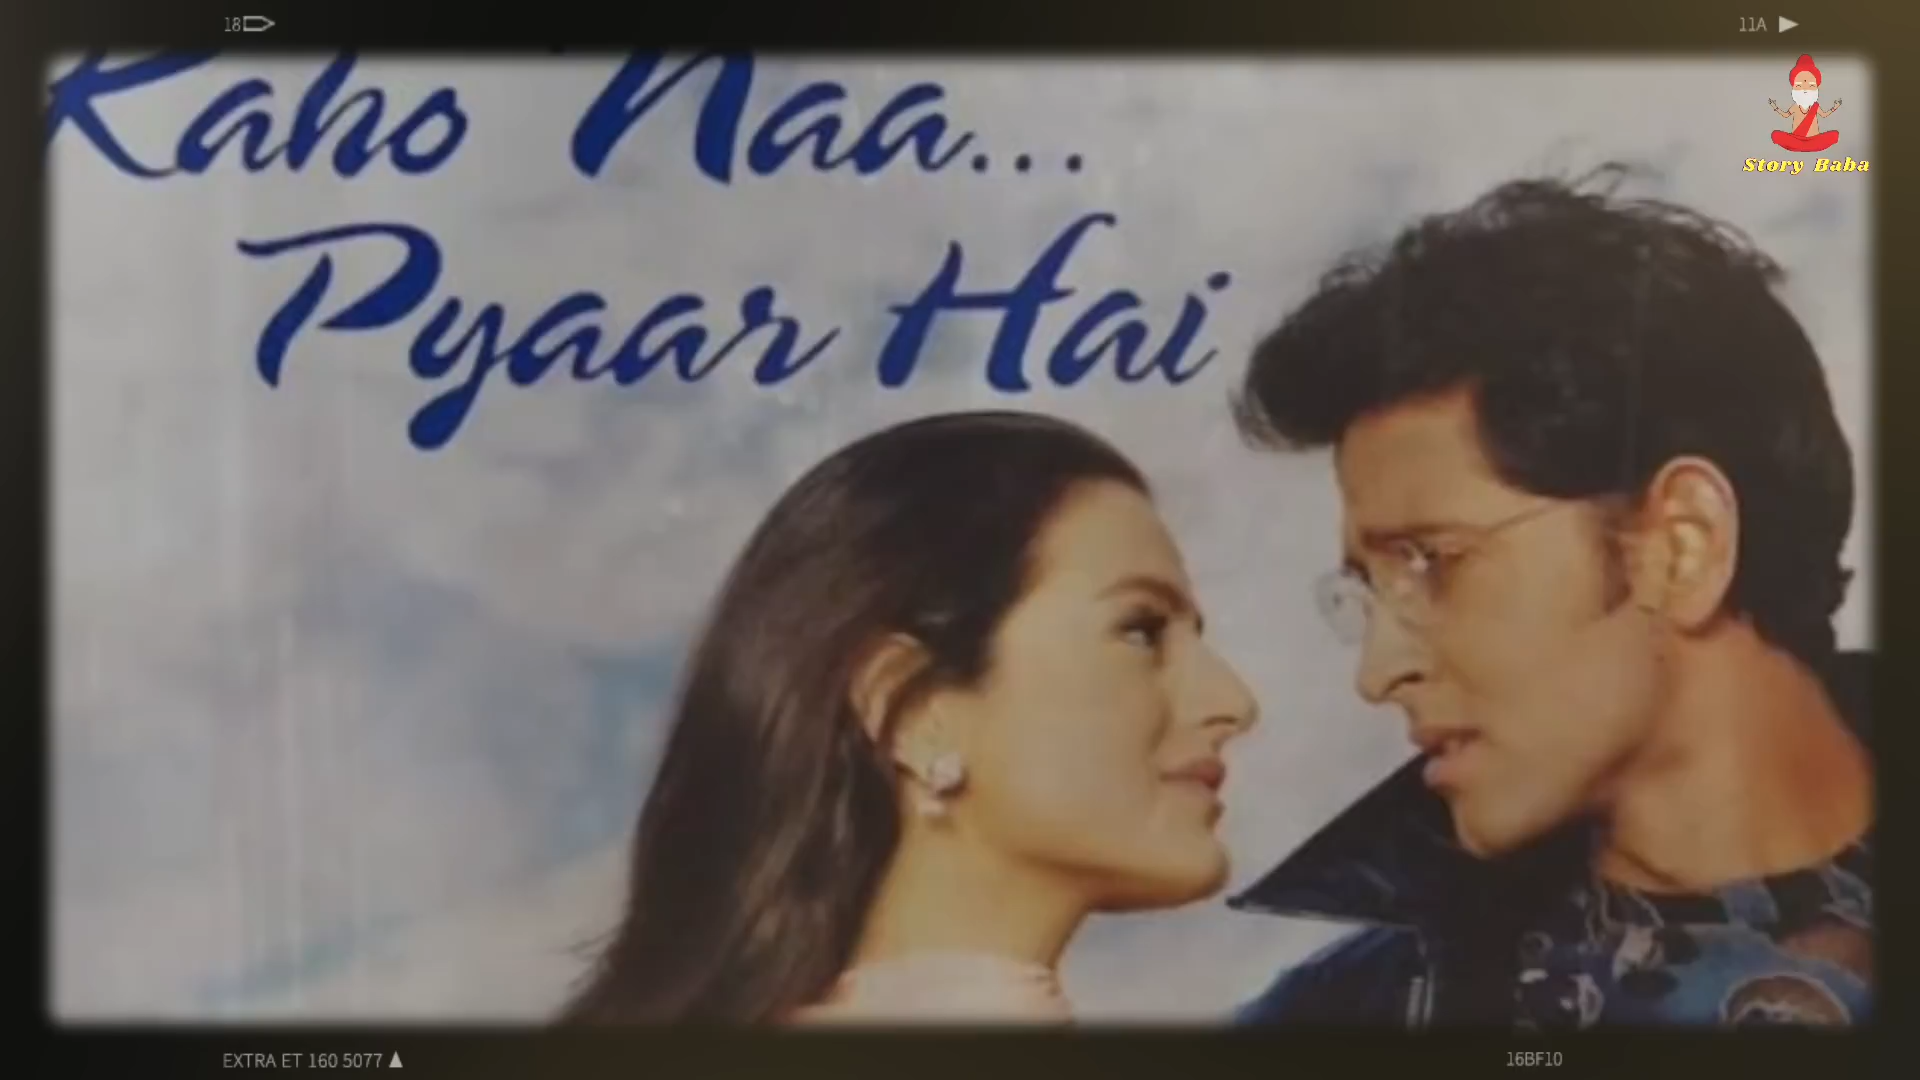 18
11A
Kaho Naa...
Pyaar Hai
Story Baba
EXTRA ET 160 5077
16BF10